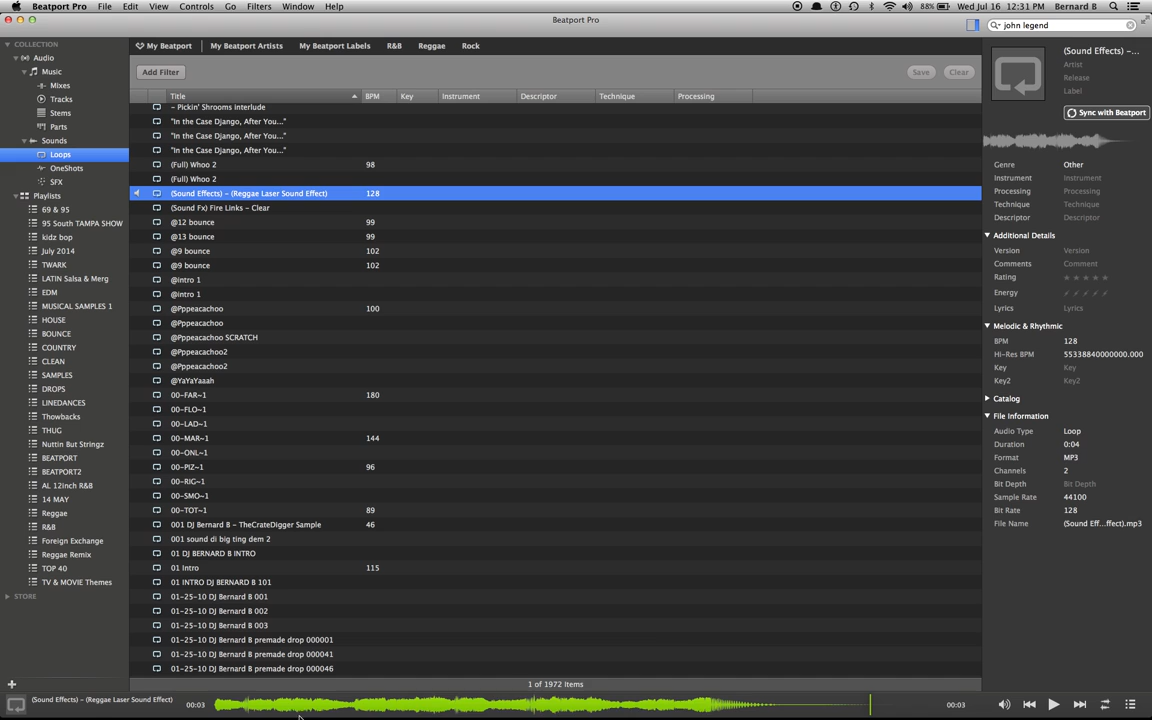 Beatport Pro File Edit View Controls Go Filters Window Help 88% Wed Jul 16 12:31 PM Bernard B
Beatport Pro
john legend
COLLECTION
Audio
Music
Mixes
Tracks
Stems
Parts
Sounds
Loops
OneShots
SFX
Playlists
69 & 95
95 South TAMPA SHOW
kidz bop
July 2014
TWARK
LATIN Salsa & Merg
EDM
MUSICAL SAMPLES 1
HOUSE
BOUNCE
COUNTRY
CLEAN
SAMPLES
DROPS
LINEDANCES
Thowbacks
THUG
Nuttin But Stringz
BEATPORT
BEATPORT2
AL 12inch R&B
14 MAY
Reggae
R&B
Foreign Exchange
Reggae Remix
TOP 40
TV & MOVIE Themes
STORE
My Beatport My Beatport Artists My Beatport Labels R&B Reggae Rock
Add Filter Save Clear
Title BPM Key Instrument Descriptor Technique Processing
- Pickin' Shrooms interlude
"In the Case Django, After You..."
"In the Case Django, After You..."
"In the Case Django, After You..."
(Full) Whoo 2 98
(Full) Whoo 2
(Sound Effects) - (Reggae Laser Sound Effect) 128
(Sound Fx) Fire Links - Clear
@12 bounce 99
@13 bounce 99
@9 bounce 102
@9 bounce 102
@intro 1
@intro 1
@Pppeacachoo 100
@Pppeacachoo
@Pppeacachoo SCRATCH
@Pppeacachoo2
@Pppeacachoo2
@YaYaYaaah
00-FAR~1 180
00-FLO~1
00-LAD~1
00-MAR~1 144
00-ONL~1
00-PIZ~1 96
00-RIG~1
00-SMO~1
00-TOT~1 89
001 DJ Bernard B - TheCrateDigger Sample 46
001 sound di big ting dem 2
01 DJ BERNARD B INTRO
01 Intro 115
01 INTRO DJ BERNARD B 101
01-25-10 DJ Bernard B 001
01-25-10 DJ Bernard B 002
01-25-10 DJ Bernard B 003
01-25-10 DJ Bernard B premade drop 000001
01-25-10 DJ Bernard B premade drop 000041
01-25-10 DJ Bernard B premade drop 000046
1 of 1972 items
(Sound Effects) -...
Artist
Release
Label
Sync with Beatport
Genre Other
Instrument Instrument
Processing Processing
Technique Technique
Descriptor Descriptor
Additional Details
Version Version
Comments Comment
Rating
Energy
Lyrics Lyrics
Melodic & Rhythmic
BPM 128
Hi-Res BPM 55338840000000.000
Key Key
Key2 Key2
Catalog
File Information
Audio Type Loop
Duration 0:04
Format MP3
Channels 2
Bit Depth Bit Depth
Sample Rate 44100
Bit Rate 128
File Name (Sound Eff...ffect).mp3
(Sound Effects) - (Reggae Laser Sound Effect) 00:03 00:03